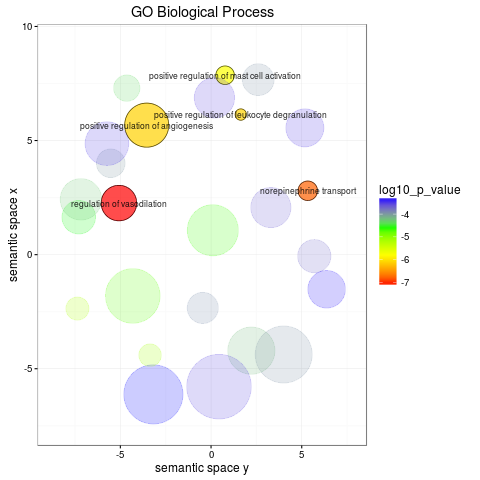 GO Biological Process
10
5
0
-5
semantic space x
positive regulation of mast cell activation
positive regulation of leukocyte degranulation
positive regulation of angiogenesis
norepinephrine transport
regulation of vasodilation
-5
0
5
semantic space y
log10_p_value
-4
-5
-6
-7